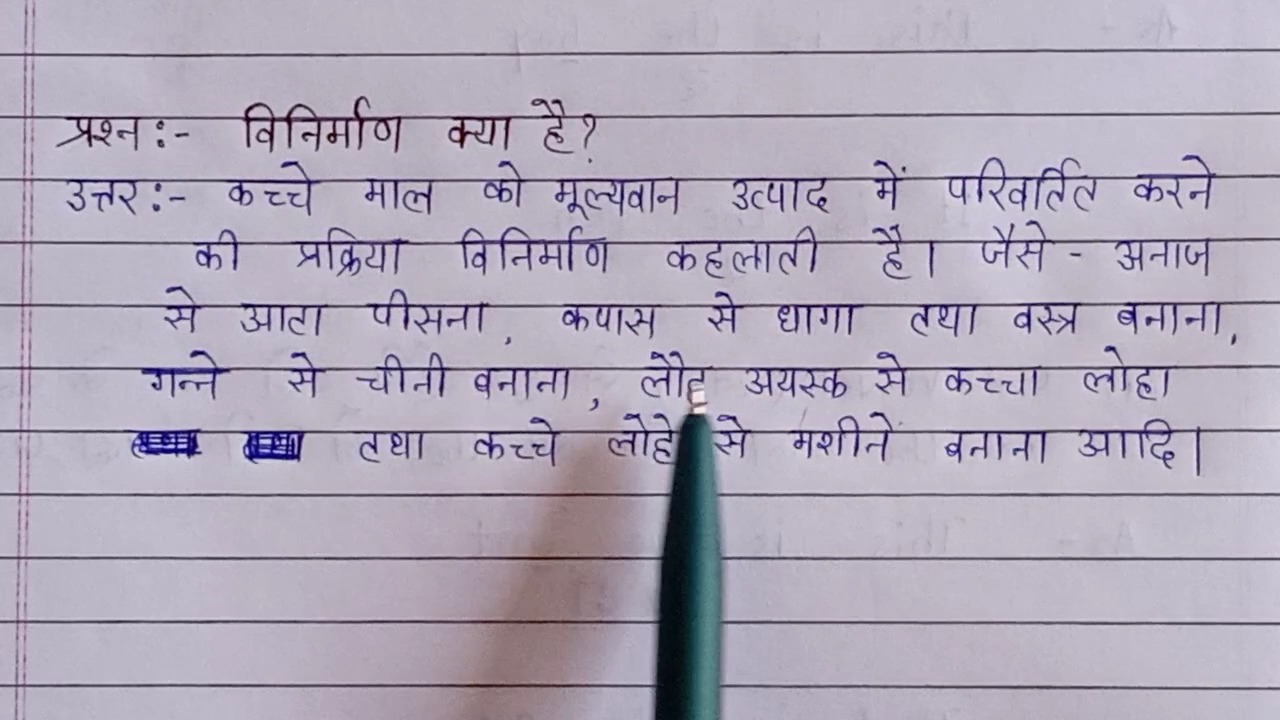 प्रश्न:- विनिर्माण क्या है?
उत्तर:- कच्चे माल को मूल्यवान उत्पाद में परिवर्तित करने
की प्रक्रिया विनिर्माण कहलाती है। जैसे - अनाज
से आटा पीसना, कपास से धागा तथा वस्त्र बनाना,
गन्ने से चीनी बनाना, लौह अयस्क से कच्चा लोहा
तथा कच्चे लोहे से मशीनें बनाना आदि।